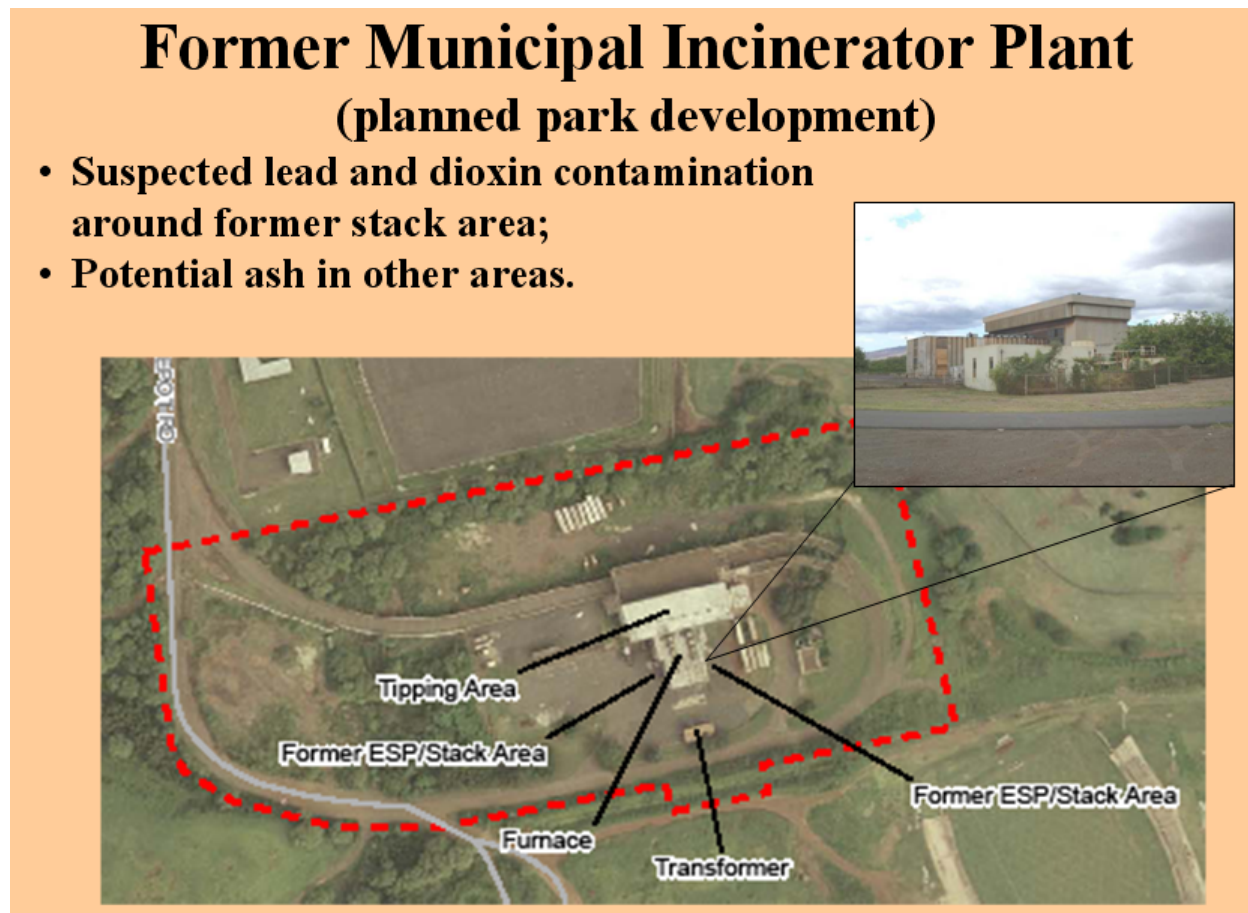 Former Municipal Incinerator Plant
(planned park development)
• Suspected lead and dioxin contamination
around former stack area;
• Potential ash in other areas.
Tipping Area
Former ESP/Stack Area
Former ESP/Stack Area
Furnace
Transformer